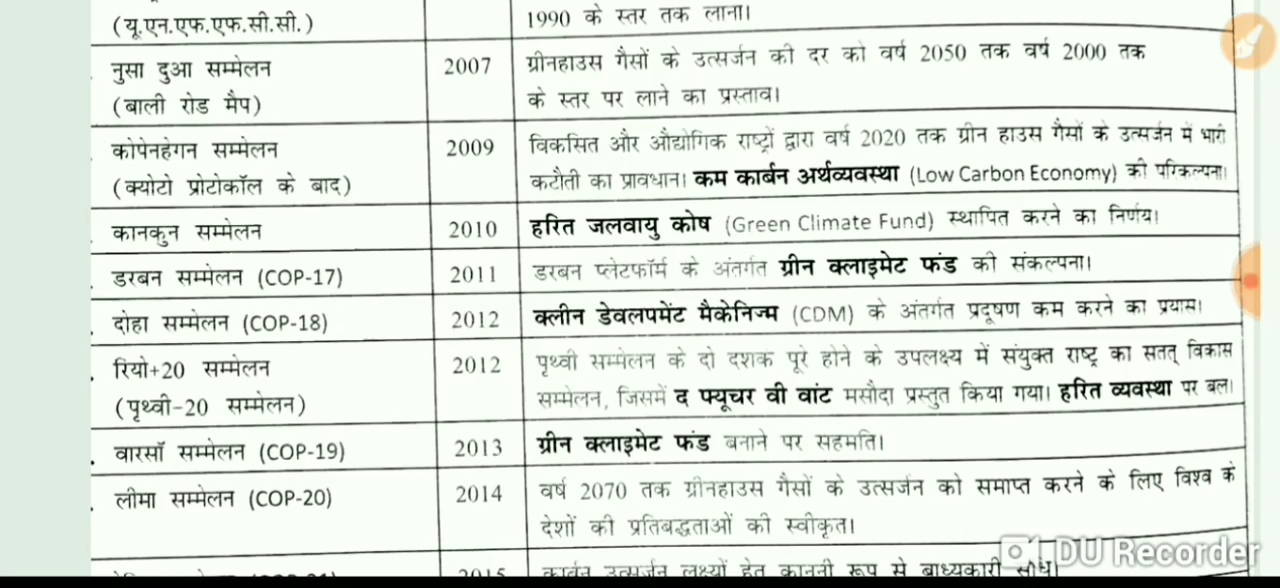 (यू.एन.एफ.एफ.सी.सी.)
1990 के स्तर तक लाना।
नुसा दुआ सम्मेलन
(बाली रोड मैप)
2007
ग्रीनहाउस गैसों के उत्सर्जन की दर को वर्ष 2050 तक वर्ष 2000 तक
के स्तर पर लाने का प्रस्ताव।
कोपेनहेगन सम्मेलन
(क्योटो प्रोटोकॉल के बाद)
2009
विकसित और औद्योगिक राष्ट्रों द्वारा वर्ष 2020 तक ग्रीन हाउस गैसों के उत्सर्जन में भारी
कटौती का प्रावधान। कम कार्बन अर्थव्यवस्था (Low Carbon Economy) की परिकल्पना।
कानकुन सम्मेलन
2010
हरित जलवायु कोष (Green Climate Fund) स्थापित करने का निर्णय।
डरबन सम्मेलन (COP-17)
2011
डरबन प्लेटफॉर्म के अंतर्गत ग्रीन क्लाइमेट फंड की संकल्पना।
दोहा सम्मेलन (COP-18)
2012
क्लीन डेवलपमेंट मैकेनिज्म (CDM) के अंतर्गत प्रदूषण कम करने का प्रयास।
रियो+20 सम्मेलन
(पृथ्वी-20 सम्मेलन)
2012
पृथ्वी सम्मेलन के दो दशक पूरे होने के उपलक्ष्य में संयुक्त राष्ट्र का सतत् विकास
सम्मेलन, जिसमें द फ्यूचर वी वांट मसौदा प्रस्तुत किया गया। हरित व्यवस्था पर बल।
वारसॉ सम्मेलन (COP-19)
2013
ग्रीन क्लाइमेट फंड बनाने पर सहमति।
लीमा सम्मेलन (COP-20)
2014
वर्ष 2070 तक ग्रीनहाउस गैसों के उत्सर्जन को समाप्त करने के लिए विश्व के
देशों की प्रतिबद्धताओं की स्वीकृत।
2015
कार्बन उत्सर्जन लक्ष्यों हेतु कानूनी रूप से बाध्यकारी संधि।
DU Recorder